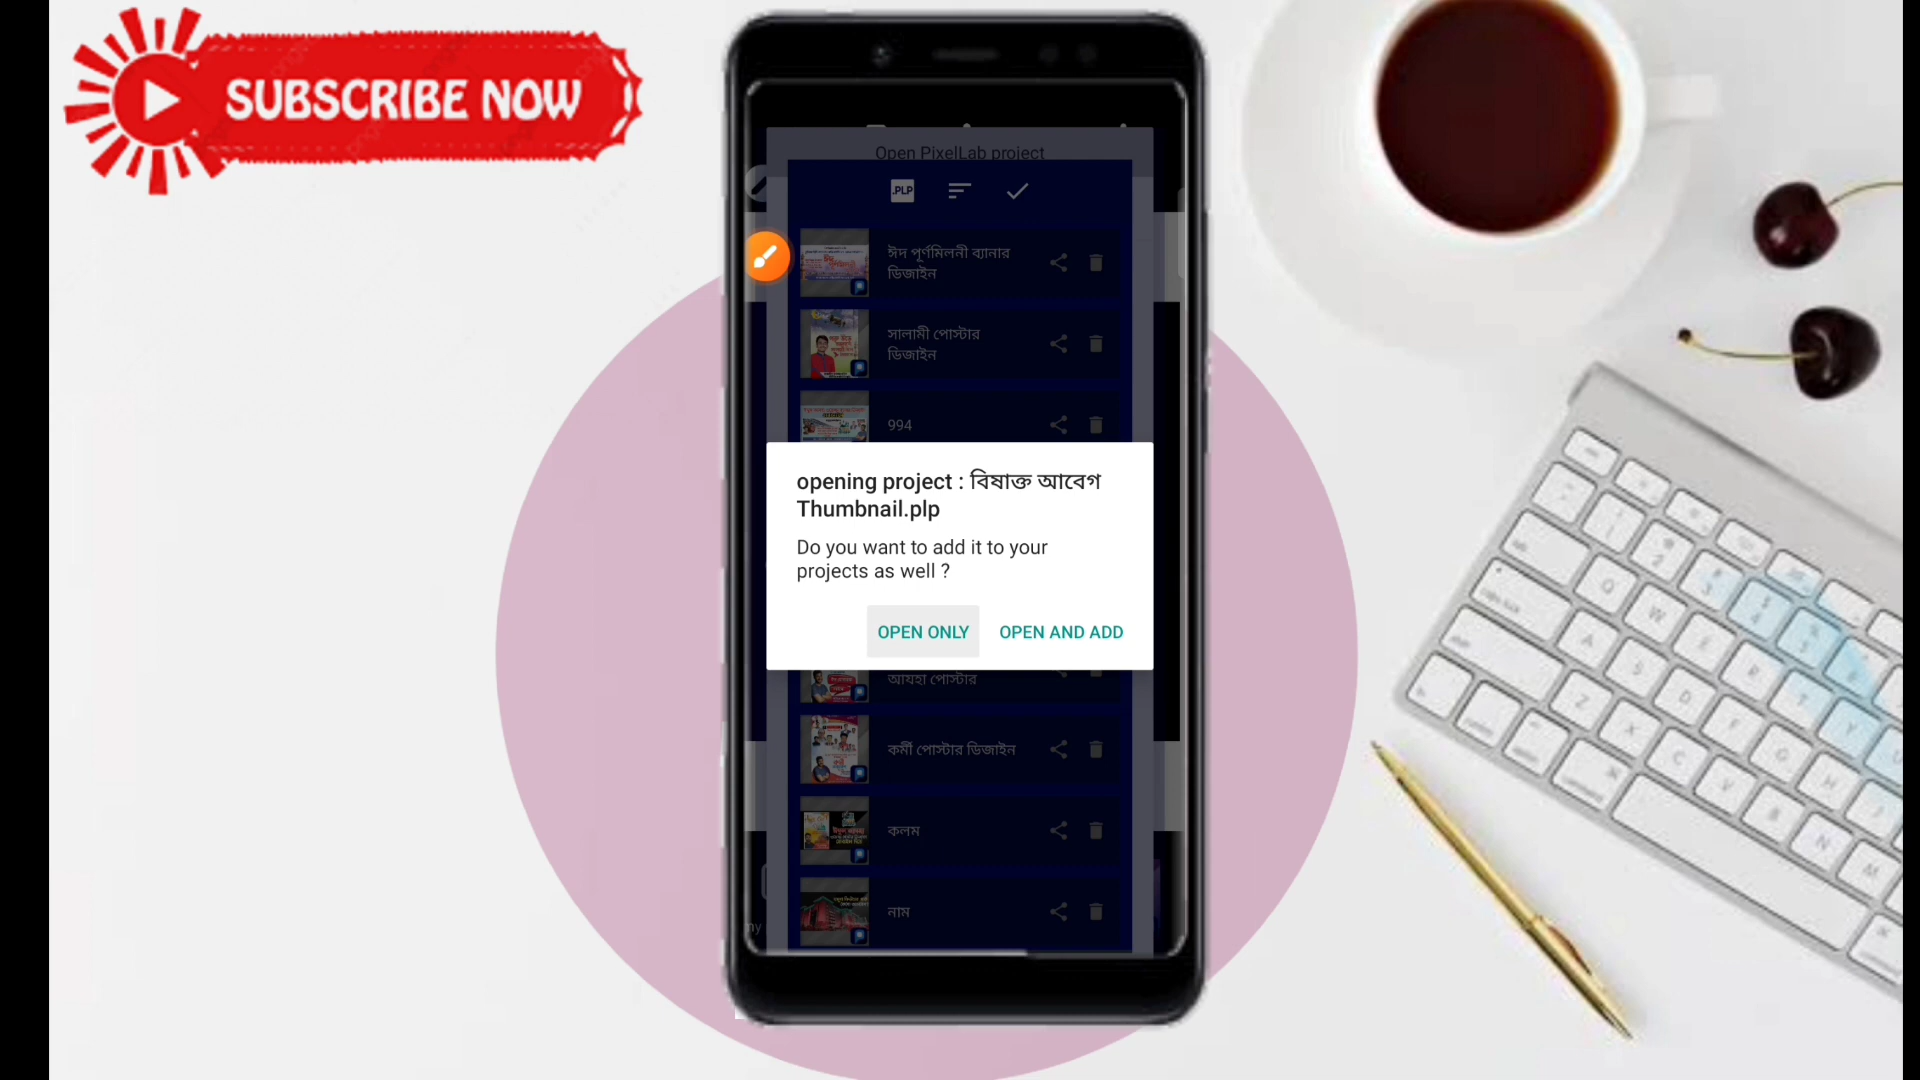 SUBSCRIBE NOW
Open PixelLab project
.PLP
ঈদ পূর্ণমিলনী ব্যানার
ডিজাইন
সালামী পোস্টার
ডিজাইন
994
opening project : বিষাক্ত আবেগ
Thumbnail.plp
Do you want to add it to your
projects as well ?
OPEN ONLY
OPEN AND ADD
আযহা পোস্টার
কর্মী পোস্টার ডিজাইন
কলম
নাম